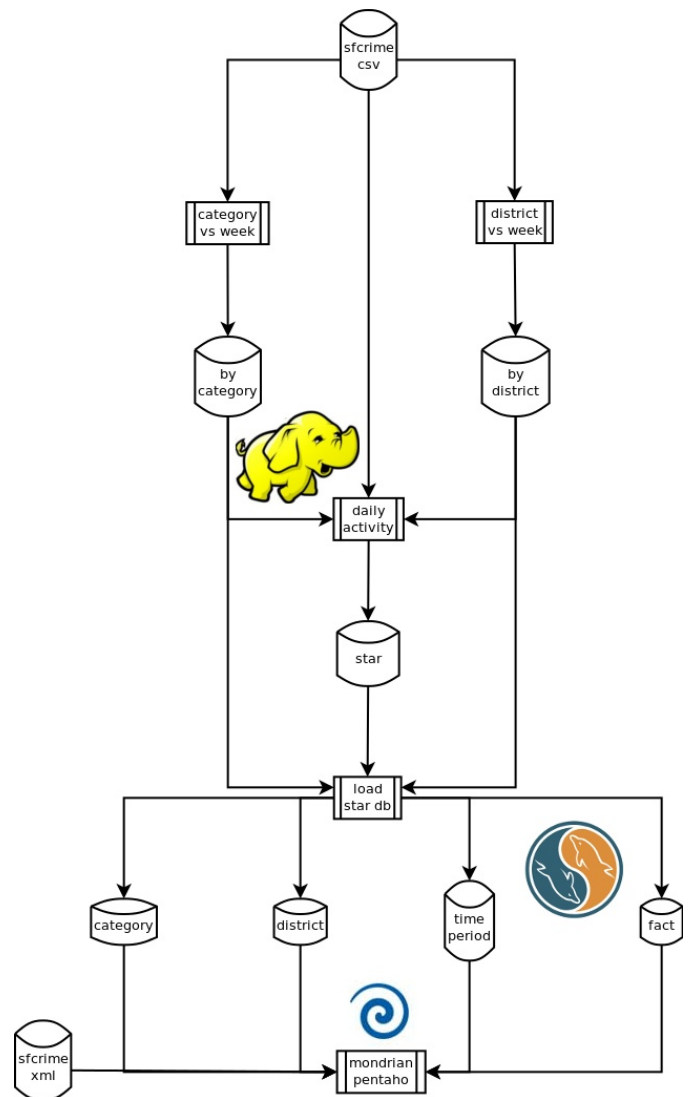 sfcrime
csv
category
vs week
district
vs week
by
category
by
district
daily
activity
star
load
star db
category
district
time
period
fact
sfcrime
xml
mondrian
pentaho